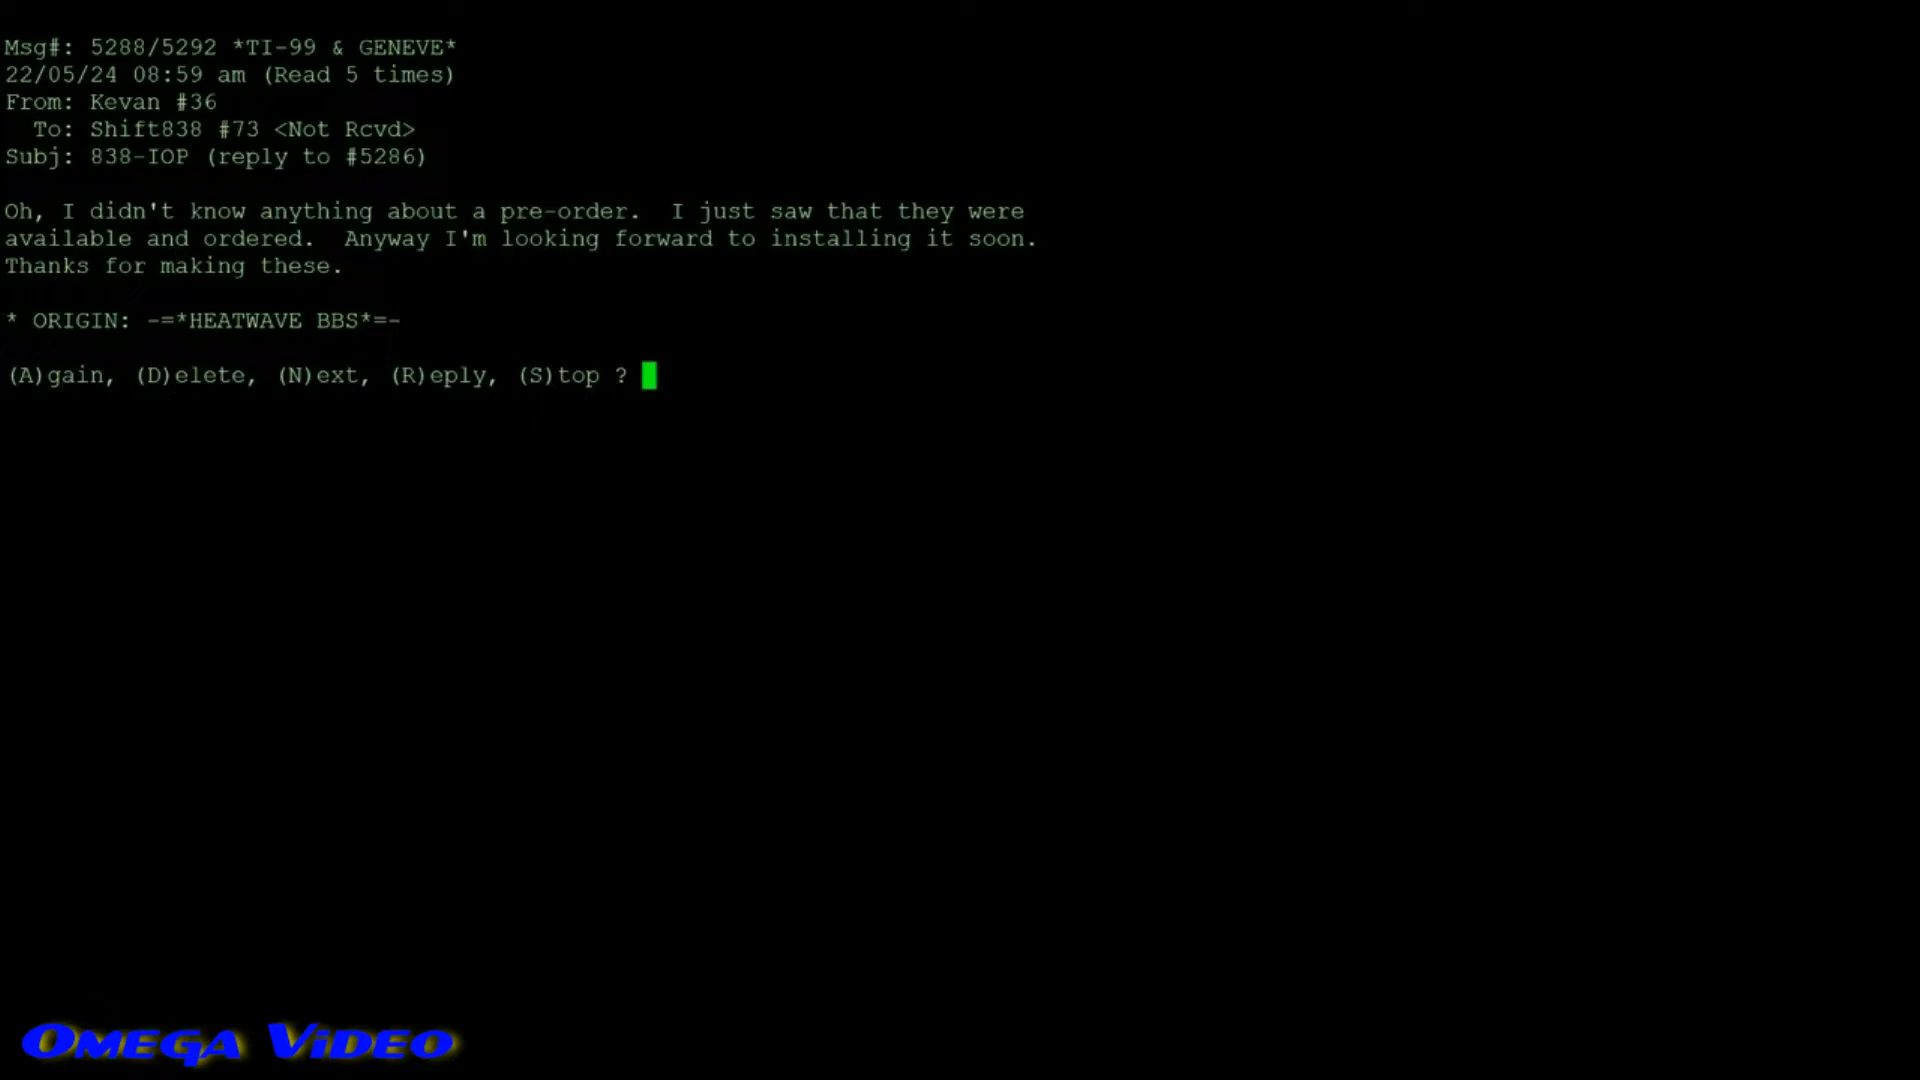 Msg#: 5288/5292 *TI-99 & GENEVE*
22/05/24 08:59 am (Read 5 times)
From: Kevan #36
  To: Shift838 #73 <Not Rcvd>
Subj: 838-IOP (reply to #5286)

Oh, I didn't know anything about a pre-order.  I just saw that they were
available and ordered.  Anyway I'm looking forward to installing it soon.
Thanks for making these.

* ORIGIN: -=*HEATWAVE BBS*=-

(A)gain, (D)elete, (N)ext, (R)eply, (S)top ?
Omega Video